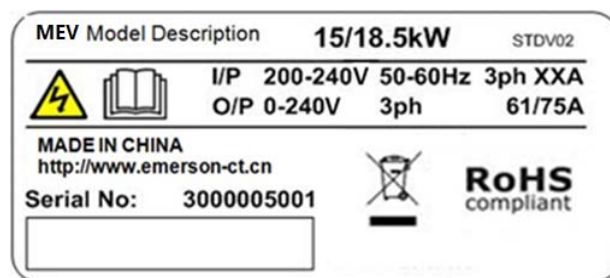 MEV Model Description 15/18.5kW STDV02
I/P 200-240V 50-60Hz 3ph XXA
O/P 0-240V 3ph 61/75A
MADE IN CHINA
http://www.emerson-ct.cn
Serial No: 3000005001
RoHS
compliant